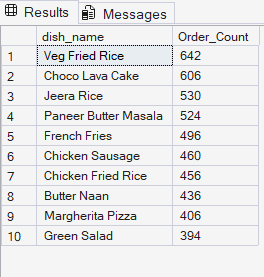 Results Messages
dish_name Order_Count
1 Veg Fried Rice 642
2 Choco Lava Cake 606
3 Jeera Rice 530
4 Paneer Butter Masala 524
5 French Fries 496
6 Chicken Sausage 460
7 Chicken Fried Rice 456
8 Butter Naan 436
9 Margherita Pizza 406
10 Green Salad 394